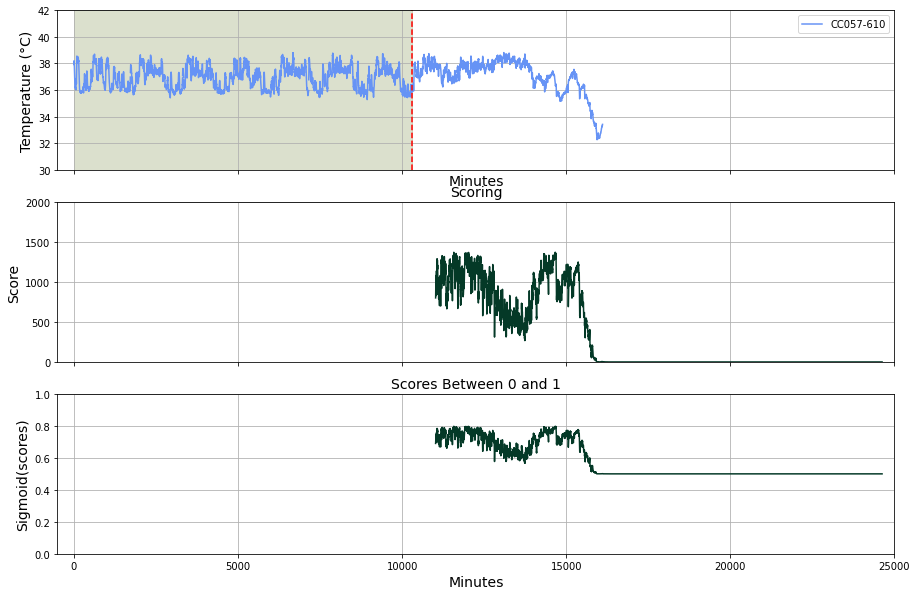 42
40
38
36
34
32
30
Temperature (°C)
CC057-610
Minutes
Scoring
2000
1500
1000
500
0
Score
Scores Between 0 and 1
1.0
0.8
0.6
0.4
0.2
0.0
Sigmoid(scores)
0 5000 10000 15000 20000 25000
Minutes